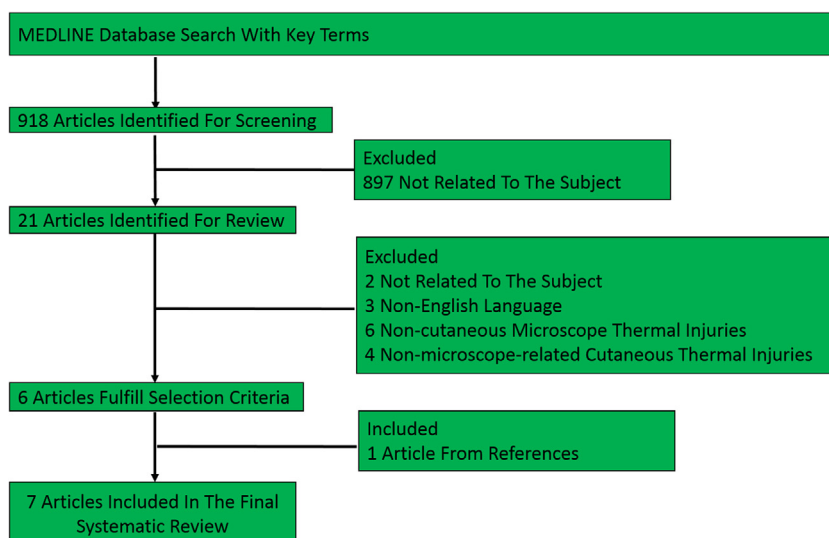 MEDLINE Database Search With Key Terms
918 Articles Identified For Screening
Excluded
897 Not Related To The Subject
21 Articles Identified For Review
Excluded
2 Not Related To The Subject
3 Non-English Language
6 Non-cutaneous Microscope Thermal Injuries
4 Non-microscope-related Cutaneous Thermal Injuries
6 Articles Fulfill Selection Criteria
Included
1 Article From References
7 Articles Included In The Final
Systematic Review